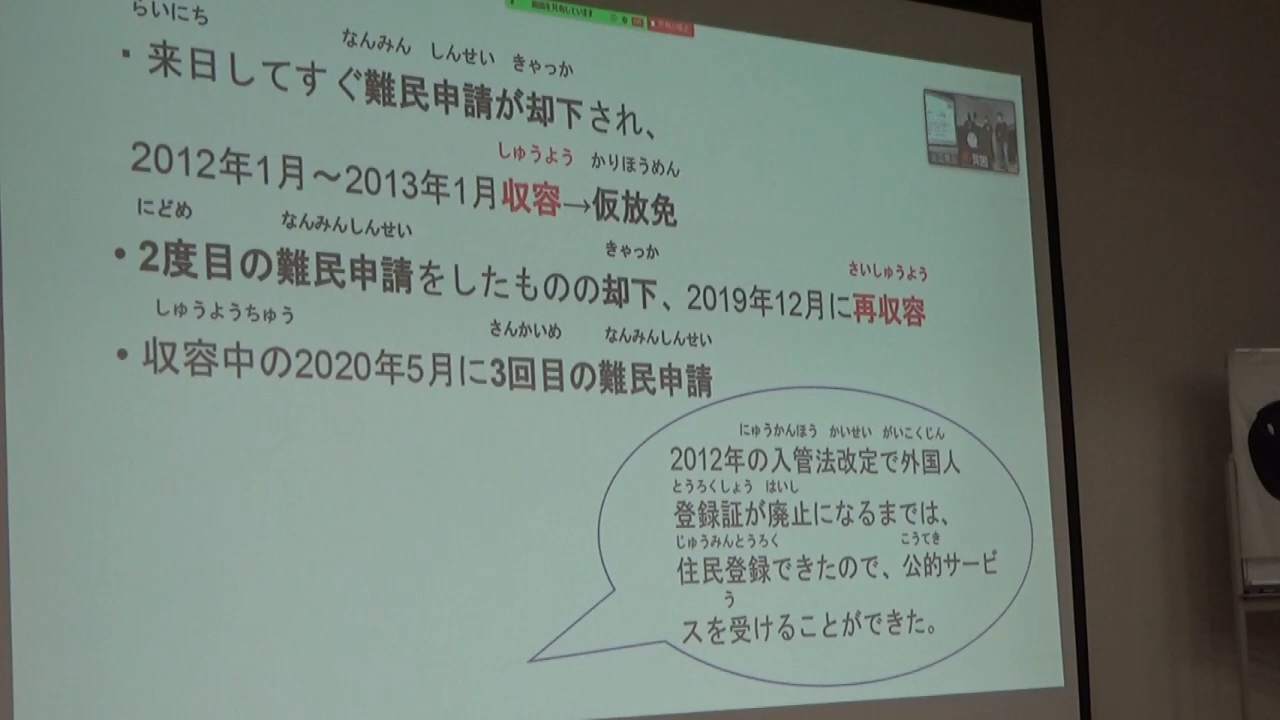 らいにち
なんみん しんせい きゃっか
・来日してすぐ難民申請が却下され、
しゅうよう かりほうめん
2012年1月～2013年1月収容→仮放免
にどめ なんみんしんせい きゃっか さいしゅうよう
・2度目の難民申請をしたものの却下、2019年12月に再収容
しゅうようちゅう さんかいめ なんみんしんせい
・収容中の2020年5月に3回目の難民申請
にゅうかんほう かいせい がいこくじん
2012年の入管法改定で外国人
とうろくしょう はいし
登録証が廃止になるまでは、
じゅうみんとうろく こうてき
住民登録できたので、公的サービ
う
スを受けることができた。